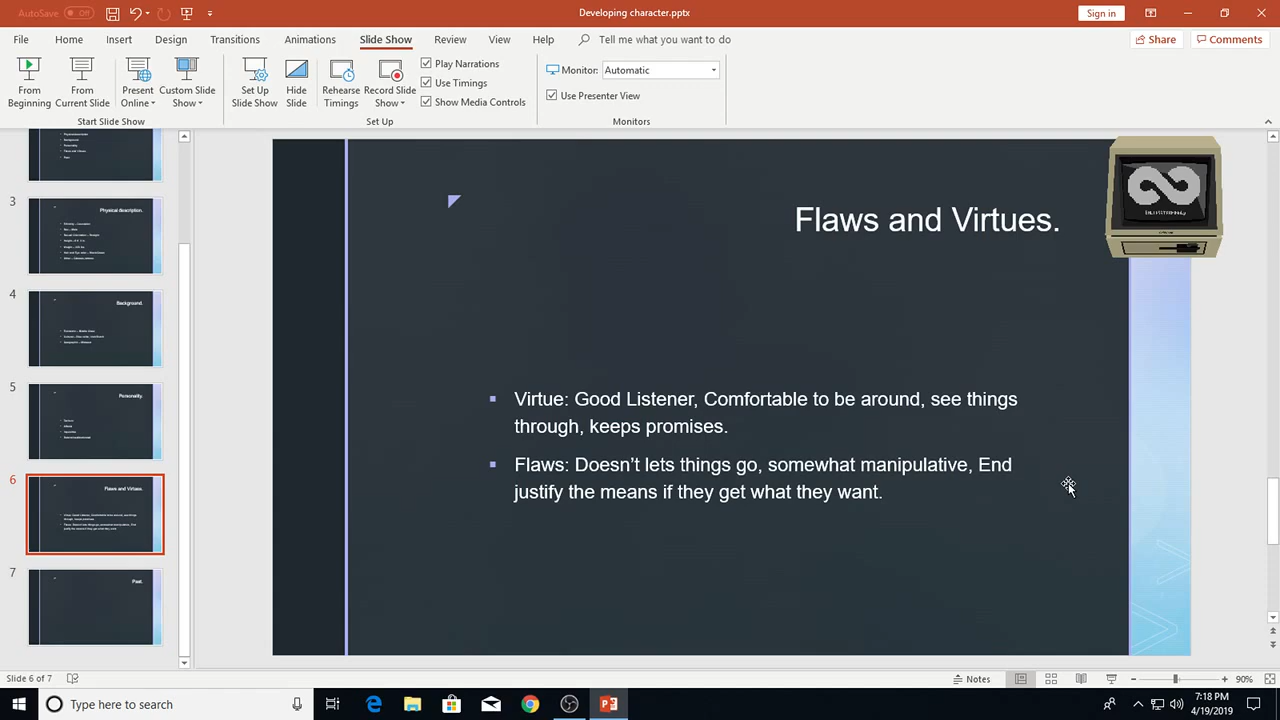 AutoSave Off
Developing character.pptx
Sign in
File Home Insert Design Transitions Animations Slide Show Review View Help Tell me what you want to do
Share Comments
From Beginning
From Current Slide
Present Online
Custom Slide Show
Set Up Slide Show
Hide Slide
Rehearse Timings
Record Slide Show
Play Narrations
Use Timings
Show Media Controls
Monitor: Automatic
Use Presenter View
Start Slide Show
Set Up
Monitors
3
Physical description.
4
Background.
5
Personality.
6
Flaws and Virtues.
7
Past.
Flaws and Virtues.
Virtue: Good Listener, Comfortable to be around, see things
through, keeps promises.
Flaws: Doesn't lets things go, somewhat manipulative, End
justify the means if they get what they want.
Slide 6 of 7
Notes
90%
Type here to search
7:18 PM
4/19/2019